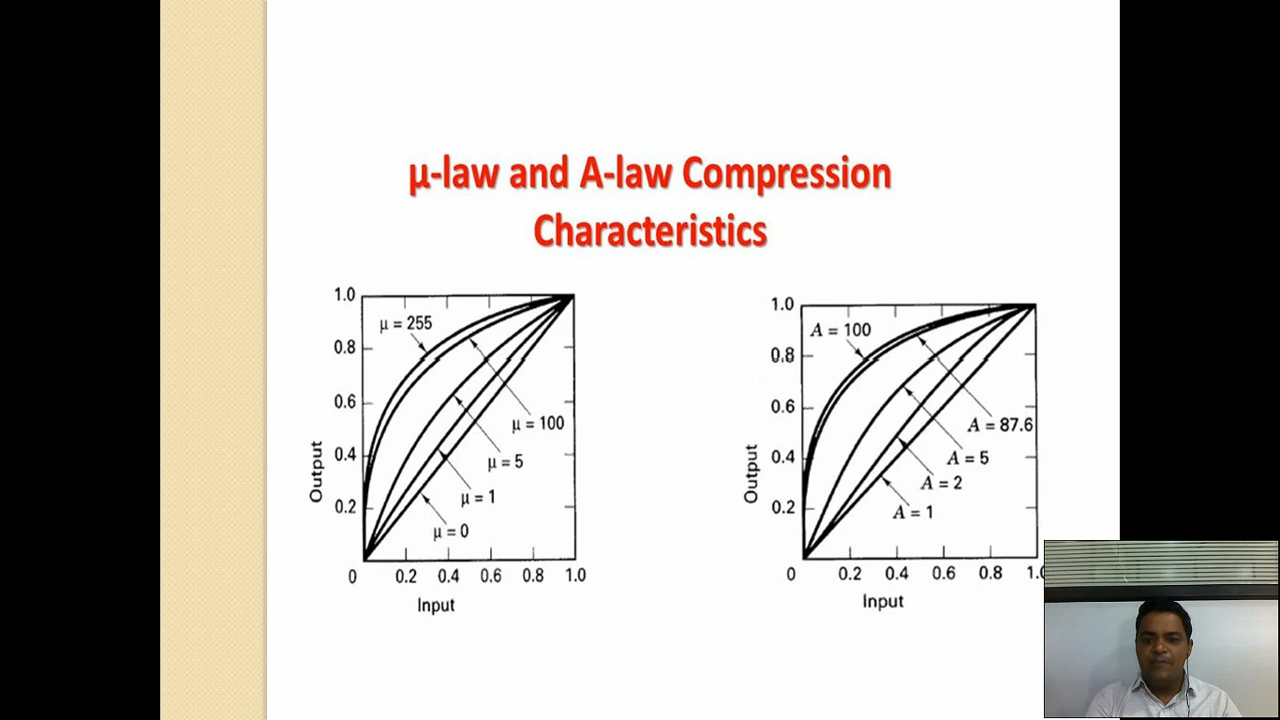 μ-law and A-law Compression
Characteristics
1.0
0.8
0.6
0.4
0.2
0
0.2
0.4
0.6
0.8
1.0
Output
Input
μ = 255
μ = 100
μ = 5
μ = 1
μ = 0
1.0
0.8
0.6
0.4
0.2
0
0.2
0.4
0.6
0.8
1.0
Output
Input
A = 100
A = 87.6
A = 5
A = 2
A = 1